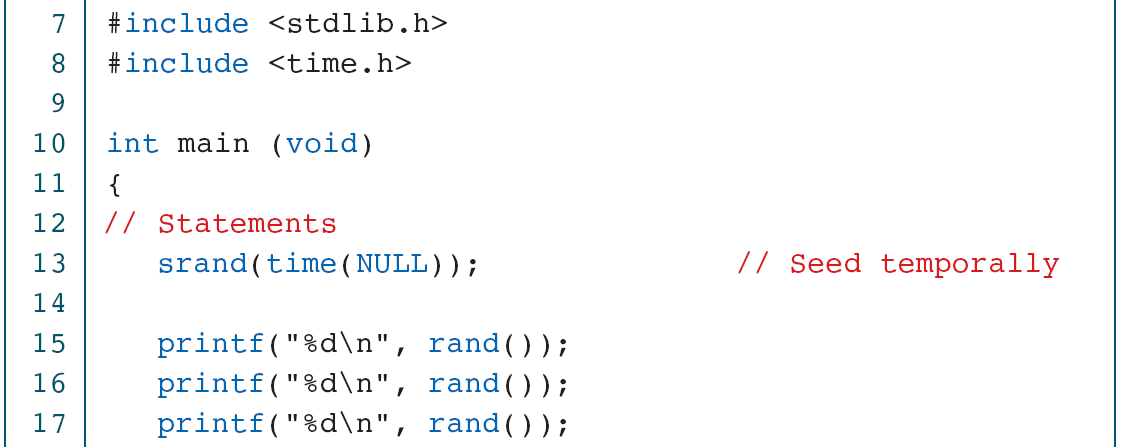 7 #include <stdlib.h>
8 #include <time.h>
9
10 int main (void)
11 {
12 // Statements
13 srand(time(NULL)); // Seed temporally
14
15 printf("%d\n", rand());
16 printf("%d\n", rand());
17 printf("%d\n", rand());